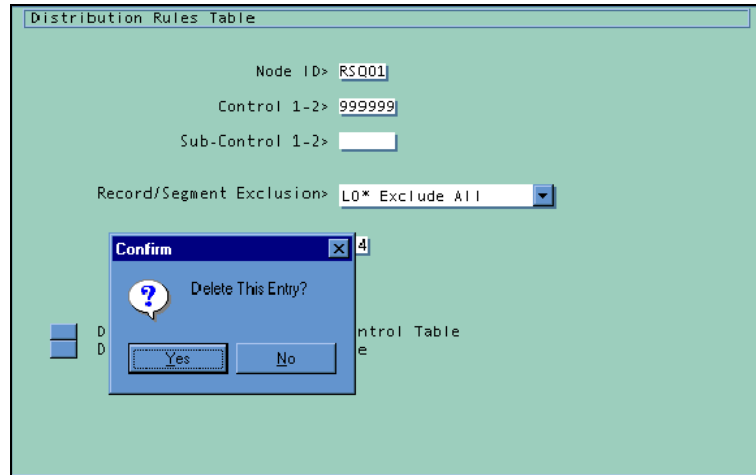 Distribution Rules Table
Node ID> RSQ01
Control 1-2> 999999
Sub-Control 1-2>
Record/Segment Exclusion> L0* Exclude All
4
Confirm
Delete This Entry?
Yes No
D ntrol Table
D e